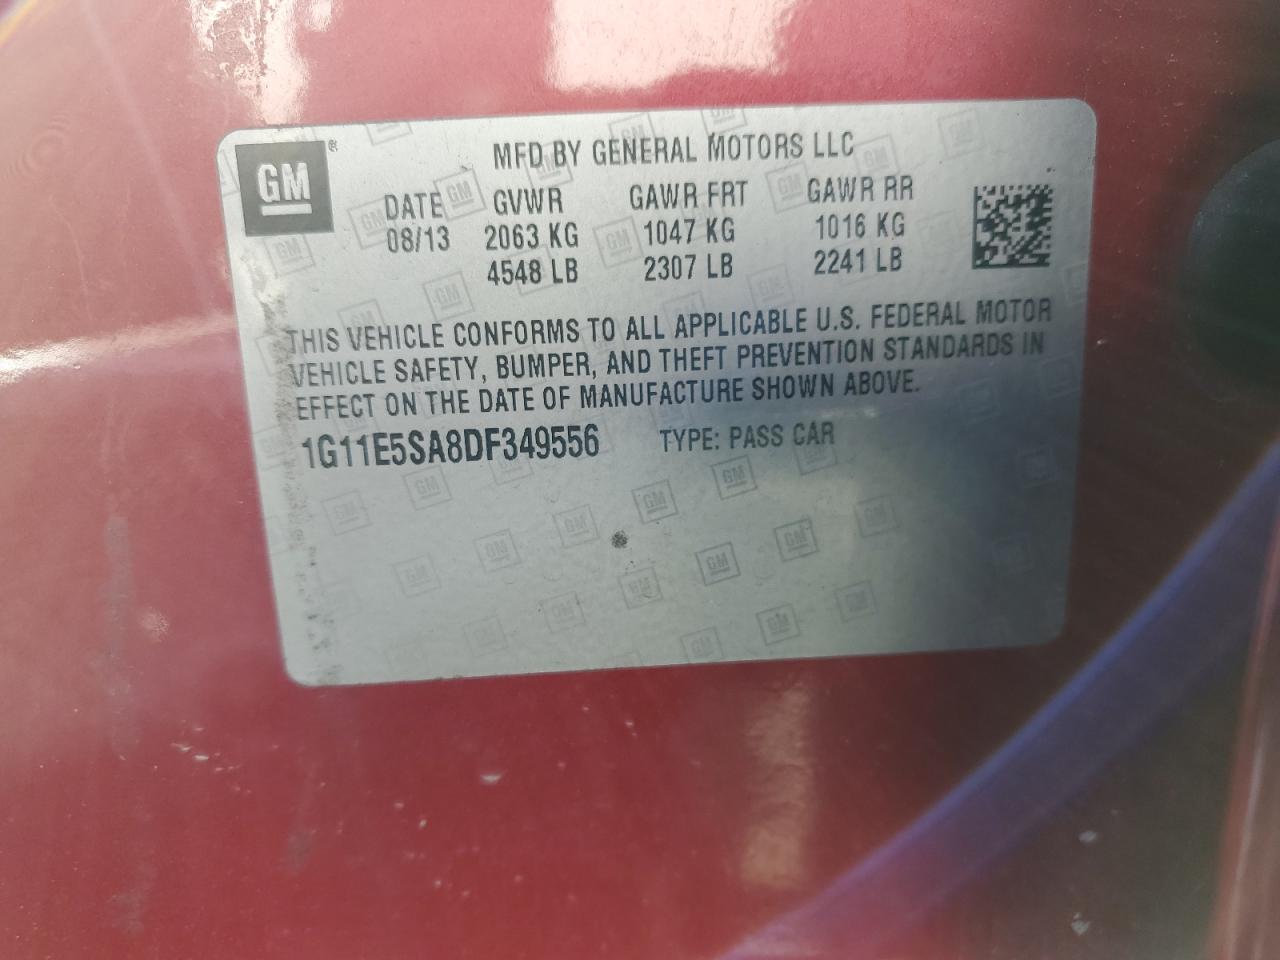 GM®
MFD BY GENERAL MOTORS LLC
DATE GVWR GAWR FRT GAWR RR
08/13 2063 KG 1047 KG 1016 KG
4548 LB 2307 LB 2241 LB
THIS VEHICLE CONFORMS TO ALL APPLICABLE U.S. FEDERAL MOTOR
VEHICLE SAFETY, BUMPER, AND THEFT PREVENTION STANDARDS IN
EFFECT ON THE DATE OF MANUFACTURE SHOWN ABOVE.
1G11E5SA8DF349556 TYPE: PASS CAR